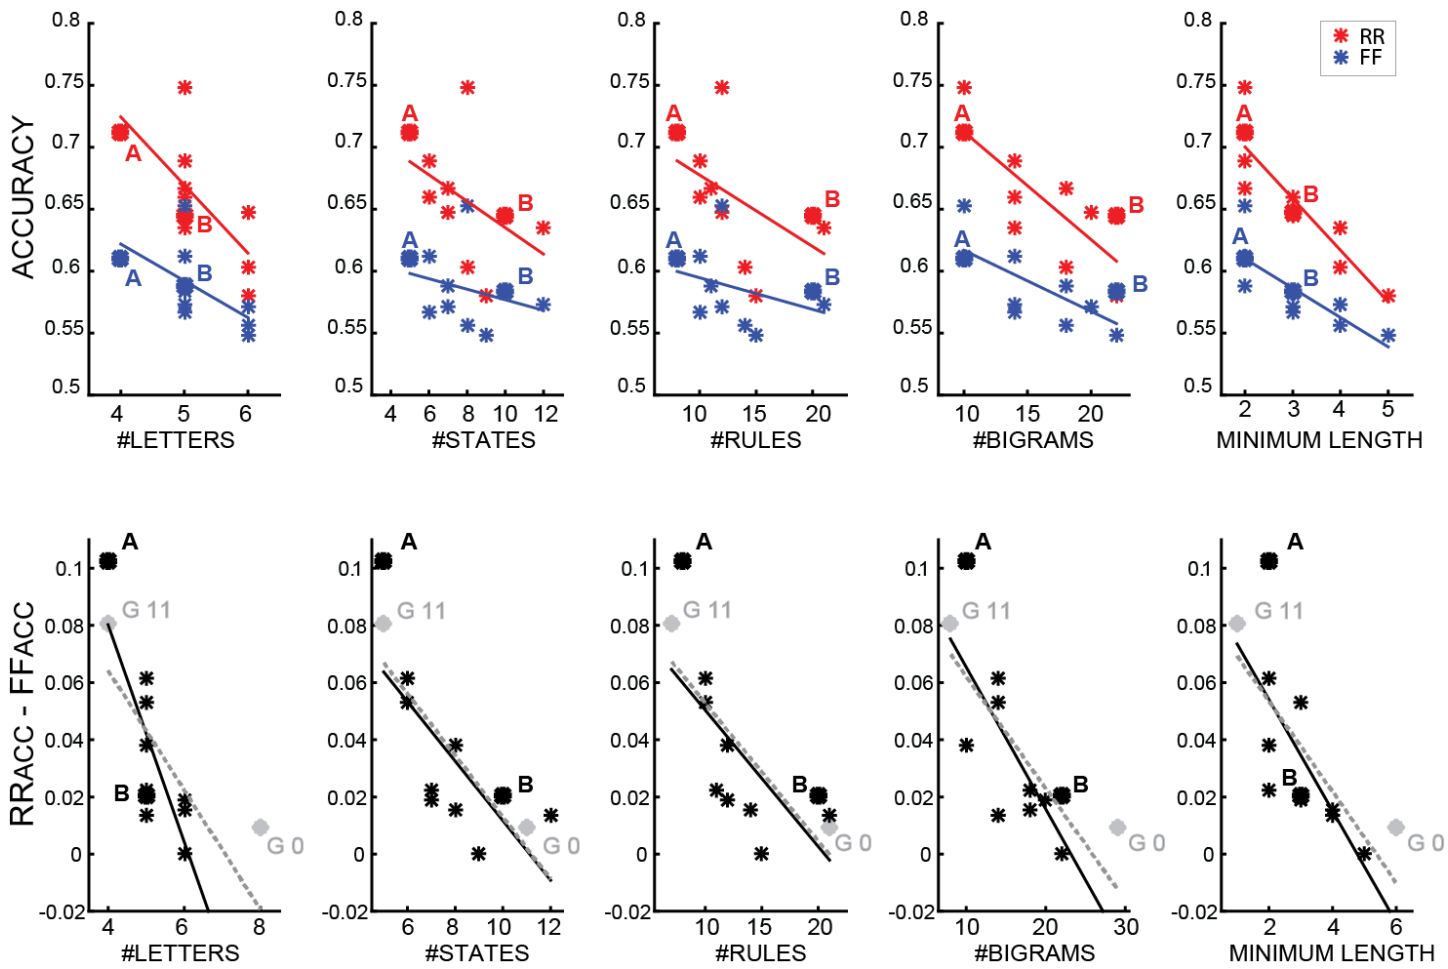 ACCURACY
0.8 0.75 0.7 0.65 0.6 0.55 0.5
A B A B
4 5 6
#LETTERS
0.8 0.75 0.7 0.65 0.6 0.55 0.5
A B A B
4 6 8 10 12
#STATES
0.8 0.75 0.7 0.65 0.6 0.55 0.5
A B A B
10 15 20
#RULES
0.8 0.75 0.7 0.65 0.6 0.55 0.5
A B A B
10 15 20
#BIGRAMS
0.8 0.75 0.7 0.65 0.6 0.55 0.5
RR
FF
A B A B
2 3 4 5
MINIMUM LENGTH
RRACC - FFACC
0.1 0.08 0.06 0.04 0.02 0 -0.02
A
G 11
B
G 0
4 6 8
#LETTERS
0.1 0.08 0.06 0.04 0.02 0 -0.02
A
G 11
B
G 0
6 8 10 12
#STATES
0.1 0.08 0.06 0.04 0.02 0 -0.02
A
G 11
B
G 0
10 15 20
#RULES
0.1 0.08 0.06 0.04 0.02 0 -0.02
A
G 11
B
G 0
10 20 30
#BIGRAMS
0.1 0.08 0.06 0.04 0.02 0 -0.02
A
G 11
B
G 0
2 4 6
MINIMUM LENGTH